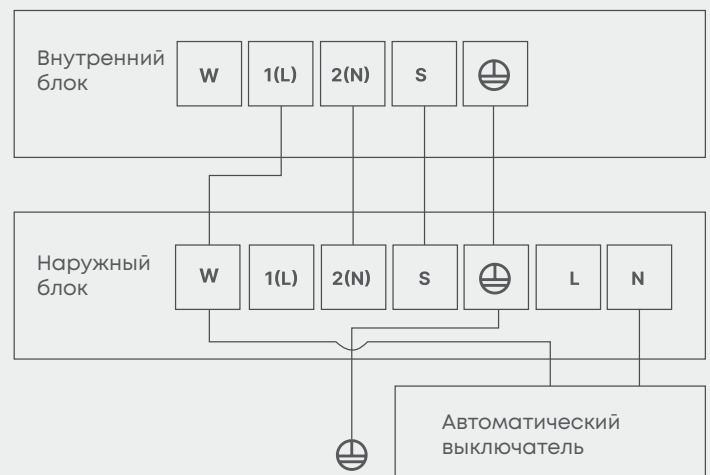 Внутренний
блок
W 1(L) 2(N) S
Наружный
блок
W 1(L) 2(N) S L N
Автоматический
выключатель